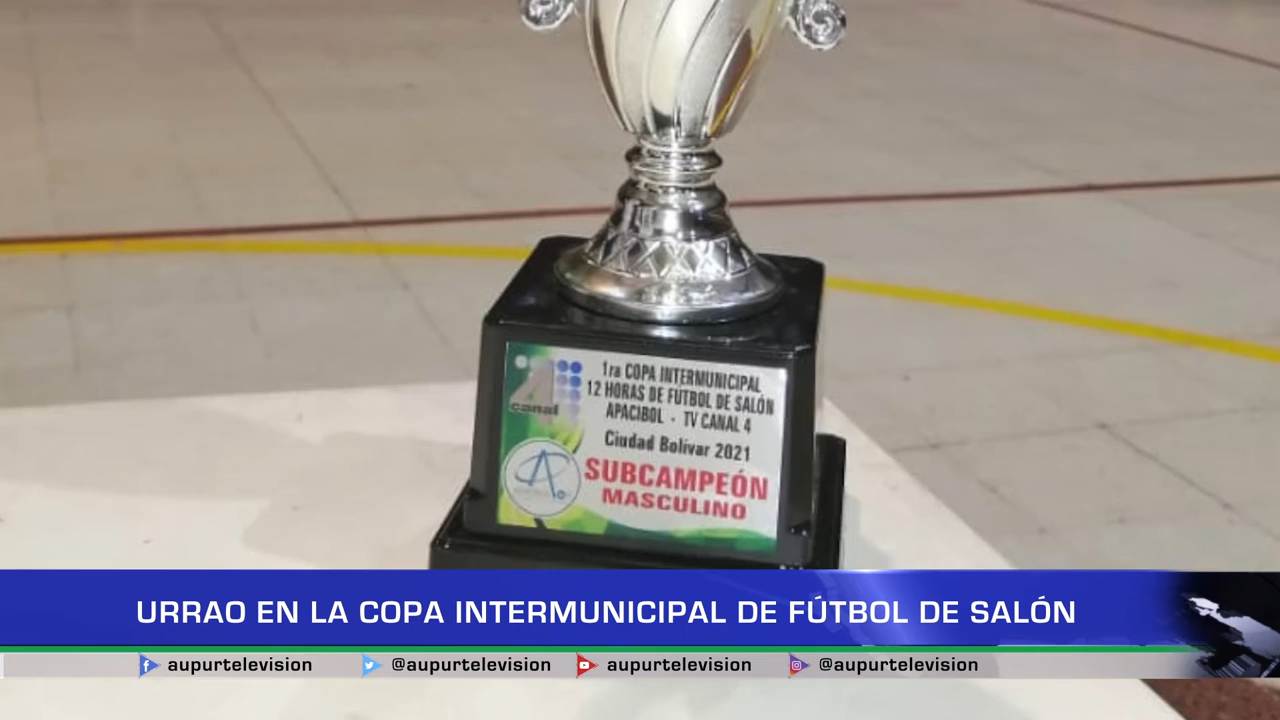 4
canal
1ra COPA INTERMUNICIPAL
12 HORAS DE FUTBOL DE SALÓN
APACIBOL - TV CANAL 4
Ciudad Bolívar 2021
SUBCAMPEÓN
MASCULINO
URRAO EN LA COPA INTERMUNICIPAL DE FÚTBOL DE SALÓN
aupurtelevision @aupurtelevision aupurtelevision @aupurtelevision